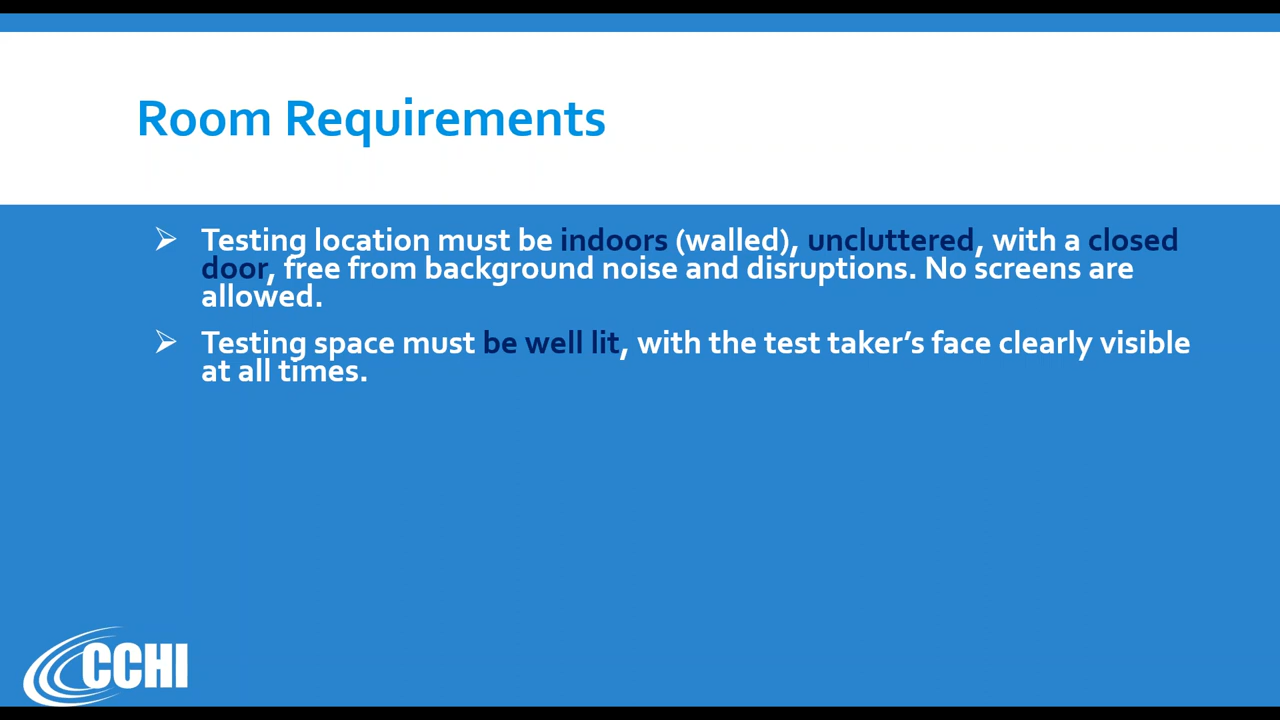 Room Requirements
Testing location must be indoors (walled), uncluttered, with a closed
door, free from background noise and disruptions. No screens are
allowed.
Testing space must be well lit, with the test taker’s face clearly visible
at all times.
CCHI